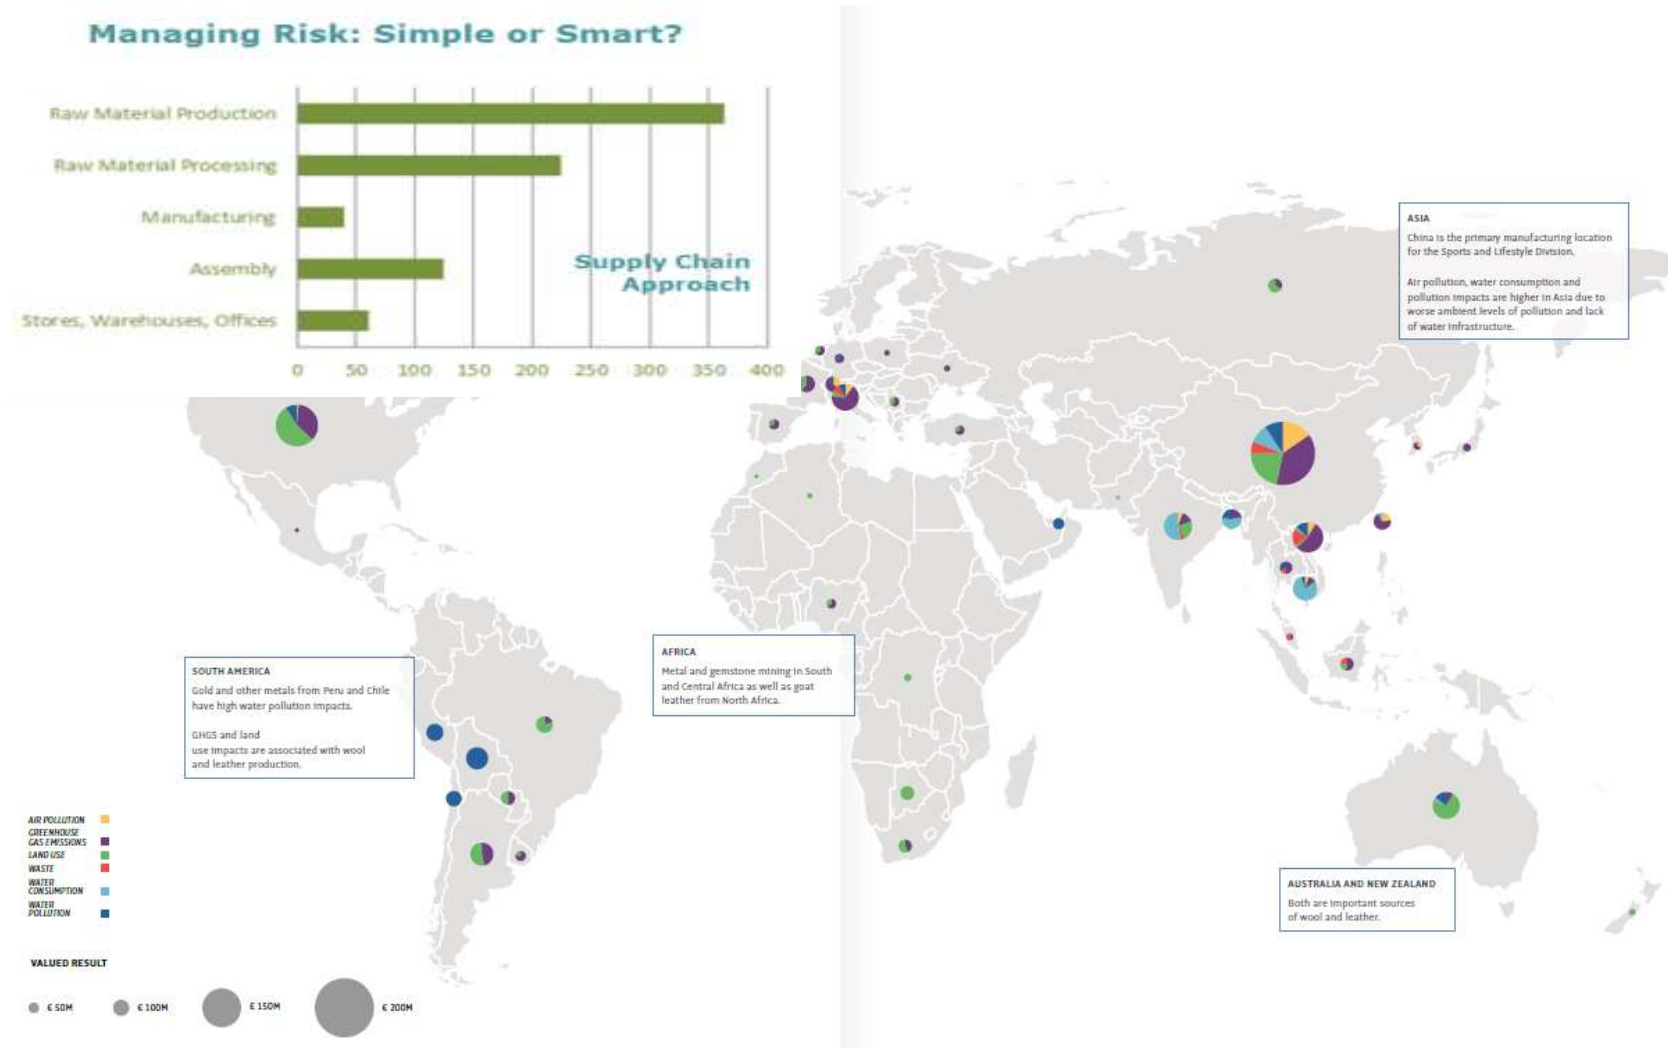 Managing Risk: Simple or Smart?
Raw Material Production
Raw Material Processing
Manufacturing
Assembly
Stores, Warehouses, Offices
Supply Chain
Approach
0 50 100 150 200 250 300 350 400
ASIA
China is the primary manufacturing location
for the Sports and Lifestyle Division.
Air pollution, water consumption and
pollution impacts are higher in Asia due to
worse ambient levels of pollution and lack
of water infrastructure.
SOUTH AMERICA
Gold and other metals from Peru and Chile
have high water pollution impacts.
GHGS and land
use impacts are associated with wool
and leather production.
AFRICA
Metal and gemstone mining in South
and Central Africa as well as goat
leather from North Africa.
AUSTRALIA AND NEW ZEALAND
Both are important sources
of wool and leather.
AIR POLLUTION
GREENHOUSE
GAS EMISSIONS
LAND USE
WASTE
WATER
CONSUMPTION
WATER
POLLUTION
VALUED RESULT
€ 50M € 100M € 150M € 200M